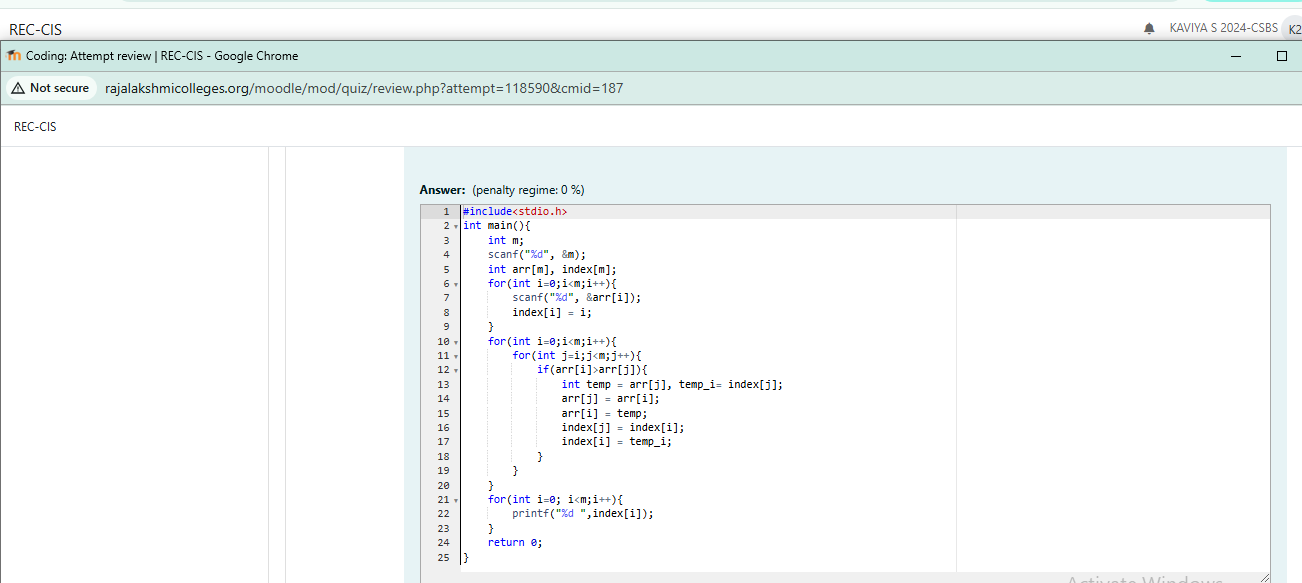 REC-CIS
KAVIYA S 2024-CSBS K2
Coding: Attempt review | REC-CIS - Google Chrome
Not secure rajalakshmicolleges.org/moodle/mod/quiz/review.php?attempt=118590&cmid=187
REC-CIS
Answer: (penalty regime: 0 %)
1 #include<stdio.h>
2 int main(){
3 int m;
4 scanf("%d", &m);
5 int arr[m], index[m];
6 for(int i=0;i<m;i++){
7 scanf("%d", &arr[i]);
8 index[i] = i;
9 }
10 for(int i=0;i<m;i++){
11 for(int j=i;j<m;j++){
12 if(arr[i]>arr[j]){
13 int temp = arr[j], temp_i= index[j];
14 arr[j] = arr[i];
15 arr[i] = temp;
16 index[j] = index[i];
17 index[i] = temp_i;
18 }
19 }
20 }
21 for(int i=0; i<m;i++){
22 printf("%d ",index[i]);
23 }
24 return 0;
25 }
Activate Windows